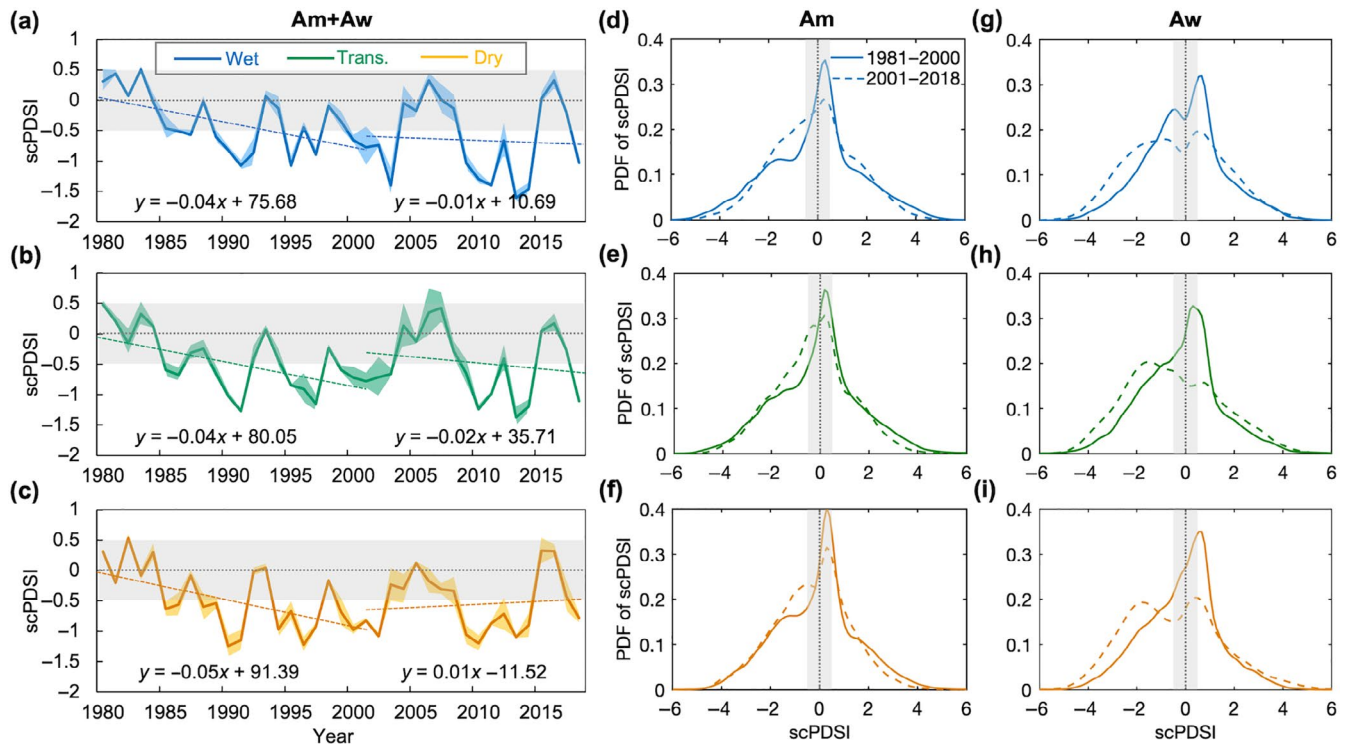 (a) Am+Aw
Wet Trans. Dry
scPDSI
1
0.5
0
−0.5
−1
−1.5
−2
y = −0.04x + 75.68 y = −0.01x + 10.69
1980 1985 1990 1995 2000 2005 2010 2015
(b)
scPDSI
1
0.5
0
−0.5
−1
−1.5
−2
y = −0.04x + 80.05 y = −0.02x + 35.71
1980 1985 1990 1995 2000 2005 2010 2015
(c)
scPDSI
1
0.5
0
−0.5
−1
−1.5
−2
y = −0.05x + 91.39 y = 0.01x −11.52
1980 1985 1990 1995 2000 2005 2010 2015
Year
(d) Am
PDF of scPDSI
0.4
0.3
0.2
0.1
0
1981−2000
2001−2018
−6 −4 −2 0 2 4 6
(e)
PDF of scPDSI
0.4
0.3
0.2
0.1
0
−6 −4 −2 0 2 4 6
(f)
PDF of scPDSI
0.4
0.3
0.2
0.1
0
−6 −4 −2 0 2 4 6
scPDSI
(g) Aw
0.4
0.3
0.2
0.1
0
−6 −4 −2 0 2 4 6
(h)
0.4
0.3
0.2
0.1
0
−6 −4 −2 0 2 4 6
(i)
0.4
0.3
0.2
0.1
0
−6 −4 −2 0 2 4 6
scPDSI